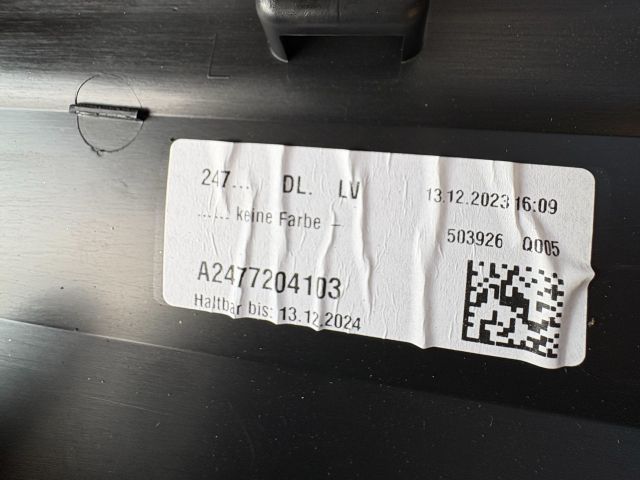 247... DL. LV 13.12.2023 16:09
...... keine Farbe – 503926 Q005
A2477204103
Haltbar bis: 13.12.2024